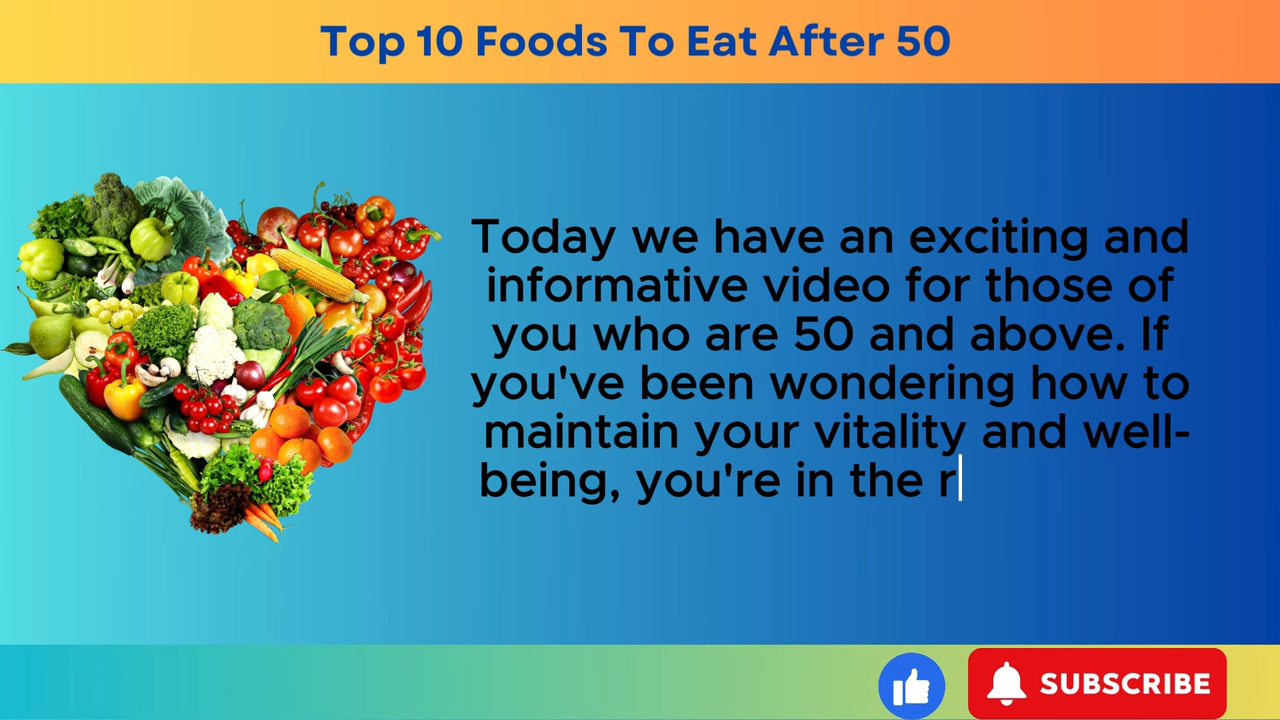 Top 10 Foods To Eat After 50
Today we have an exciting and
informative video for those of
you who are 50 and above. If
you've been wondering how to
maintain your vitality and well-
being, you're in the r
SUBSCRIBE